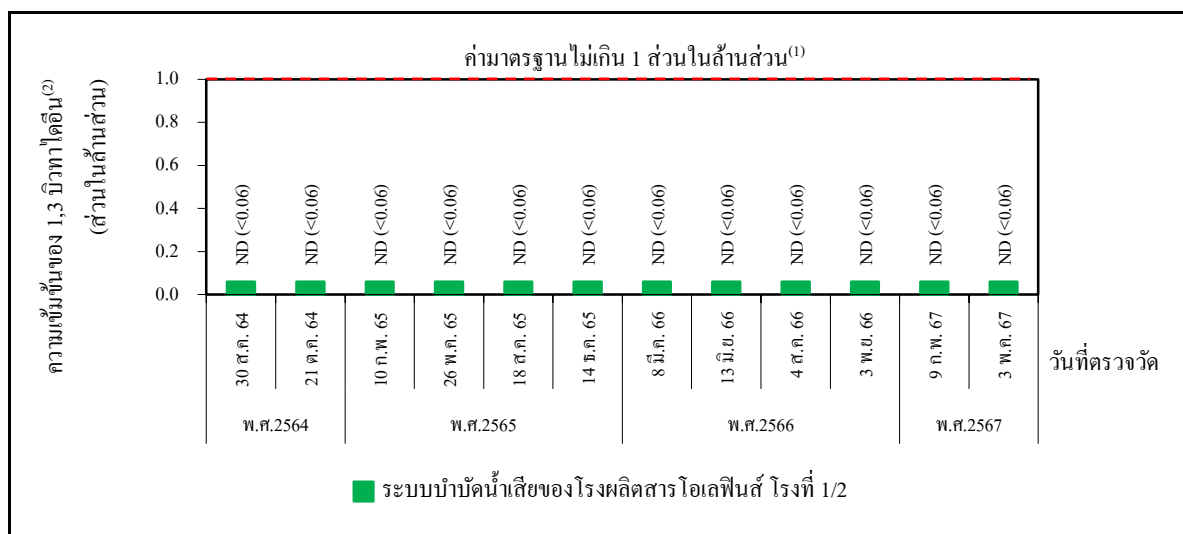 ค่ามาตรฐานไม่เกิน 1 ส่วนในล้านส่วน(1)
ความเข้มข้นของ 1,3 บิวทาไดอีน(2)
(ส่วนในล้านส่วน)
1.0
0.8
0.6
0.4
0.2
0.0
ND (<0.06)
ND (<0.06)
ND (<0.06)
ND (<0.06)
ND (<0.06)
ND (<0.06)
ND (<0.06)
ND (<0.06)
ND (<0.06)
ND (<0.06)
ND (<0.06)
ND (<0.06)
30 ส.ค. 64
21 ต.ค. 64
10 ก.พ. 65
26 พ.ค. 65
18 ส.ค. 65
14 ธ.ค. 65
8 มี.ค. 66
13 มิ.ย. 66
4 ส.ค. 66
3 พ.ย. 66
9 ก.พ. 67
3 พ.ค. 67
วันที่ตรวจวัด
พ.ศ.2564
พ.ศ.2565
พ.ศ.2566
พ.ศ.2567
ระบบบำบัดน้ำเสียของโรงผลิตสารโอเลฟินส์ โรงที่ 1/2